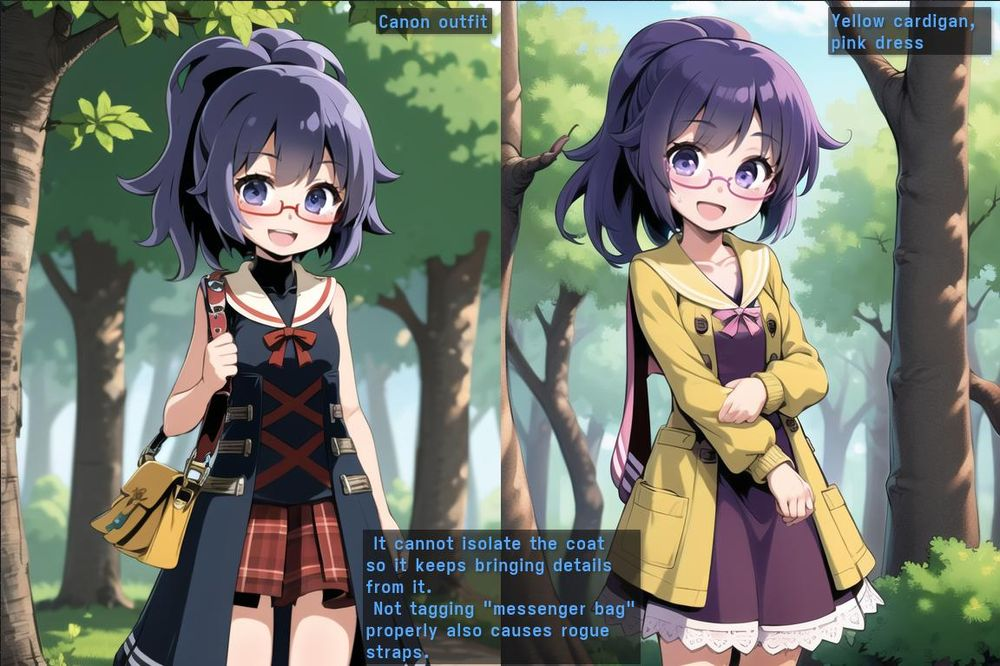 Canon outfit
Yellow cardigan,
pink dress
It cannot isolate the coat
so it keeps bringing details
from it.
Not tagging "messenger bag"
properly also causes rogue
straps.